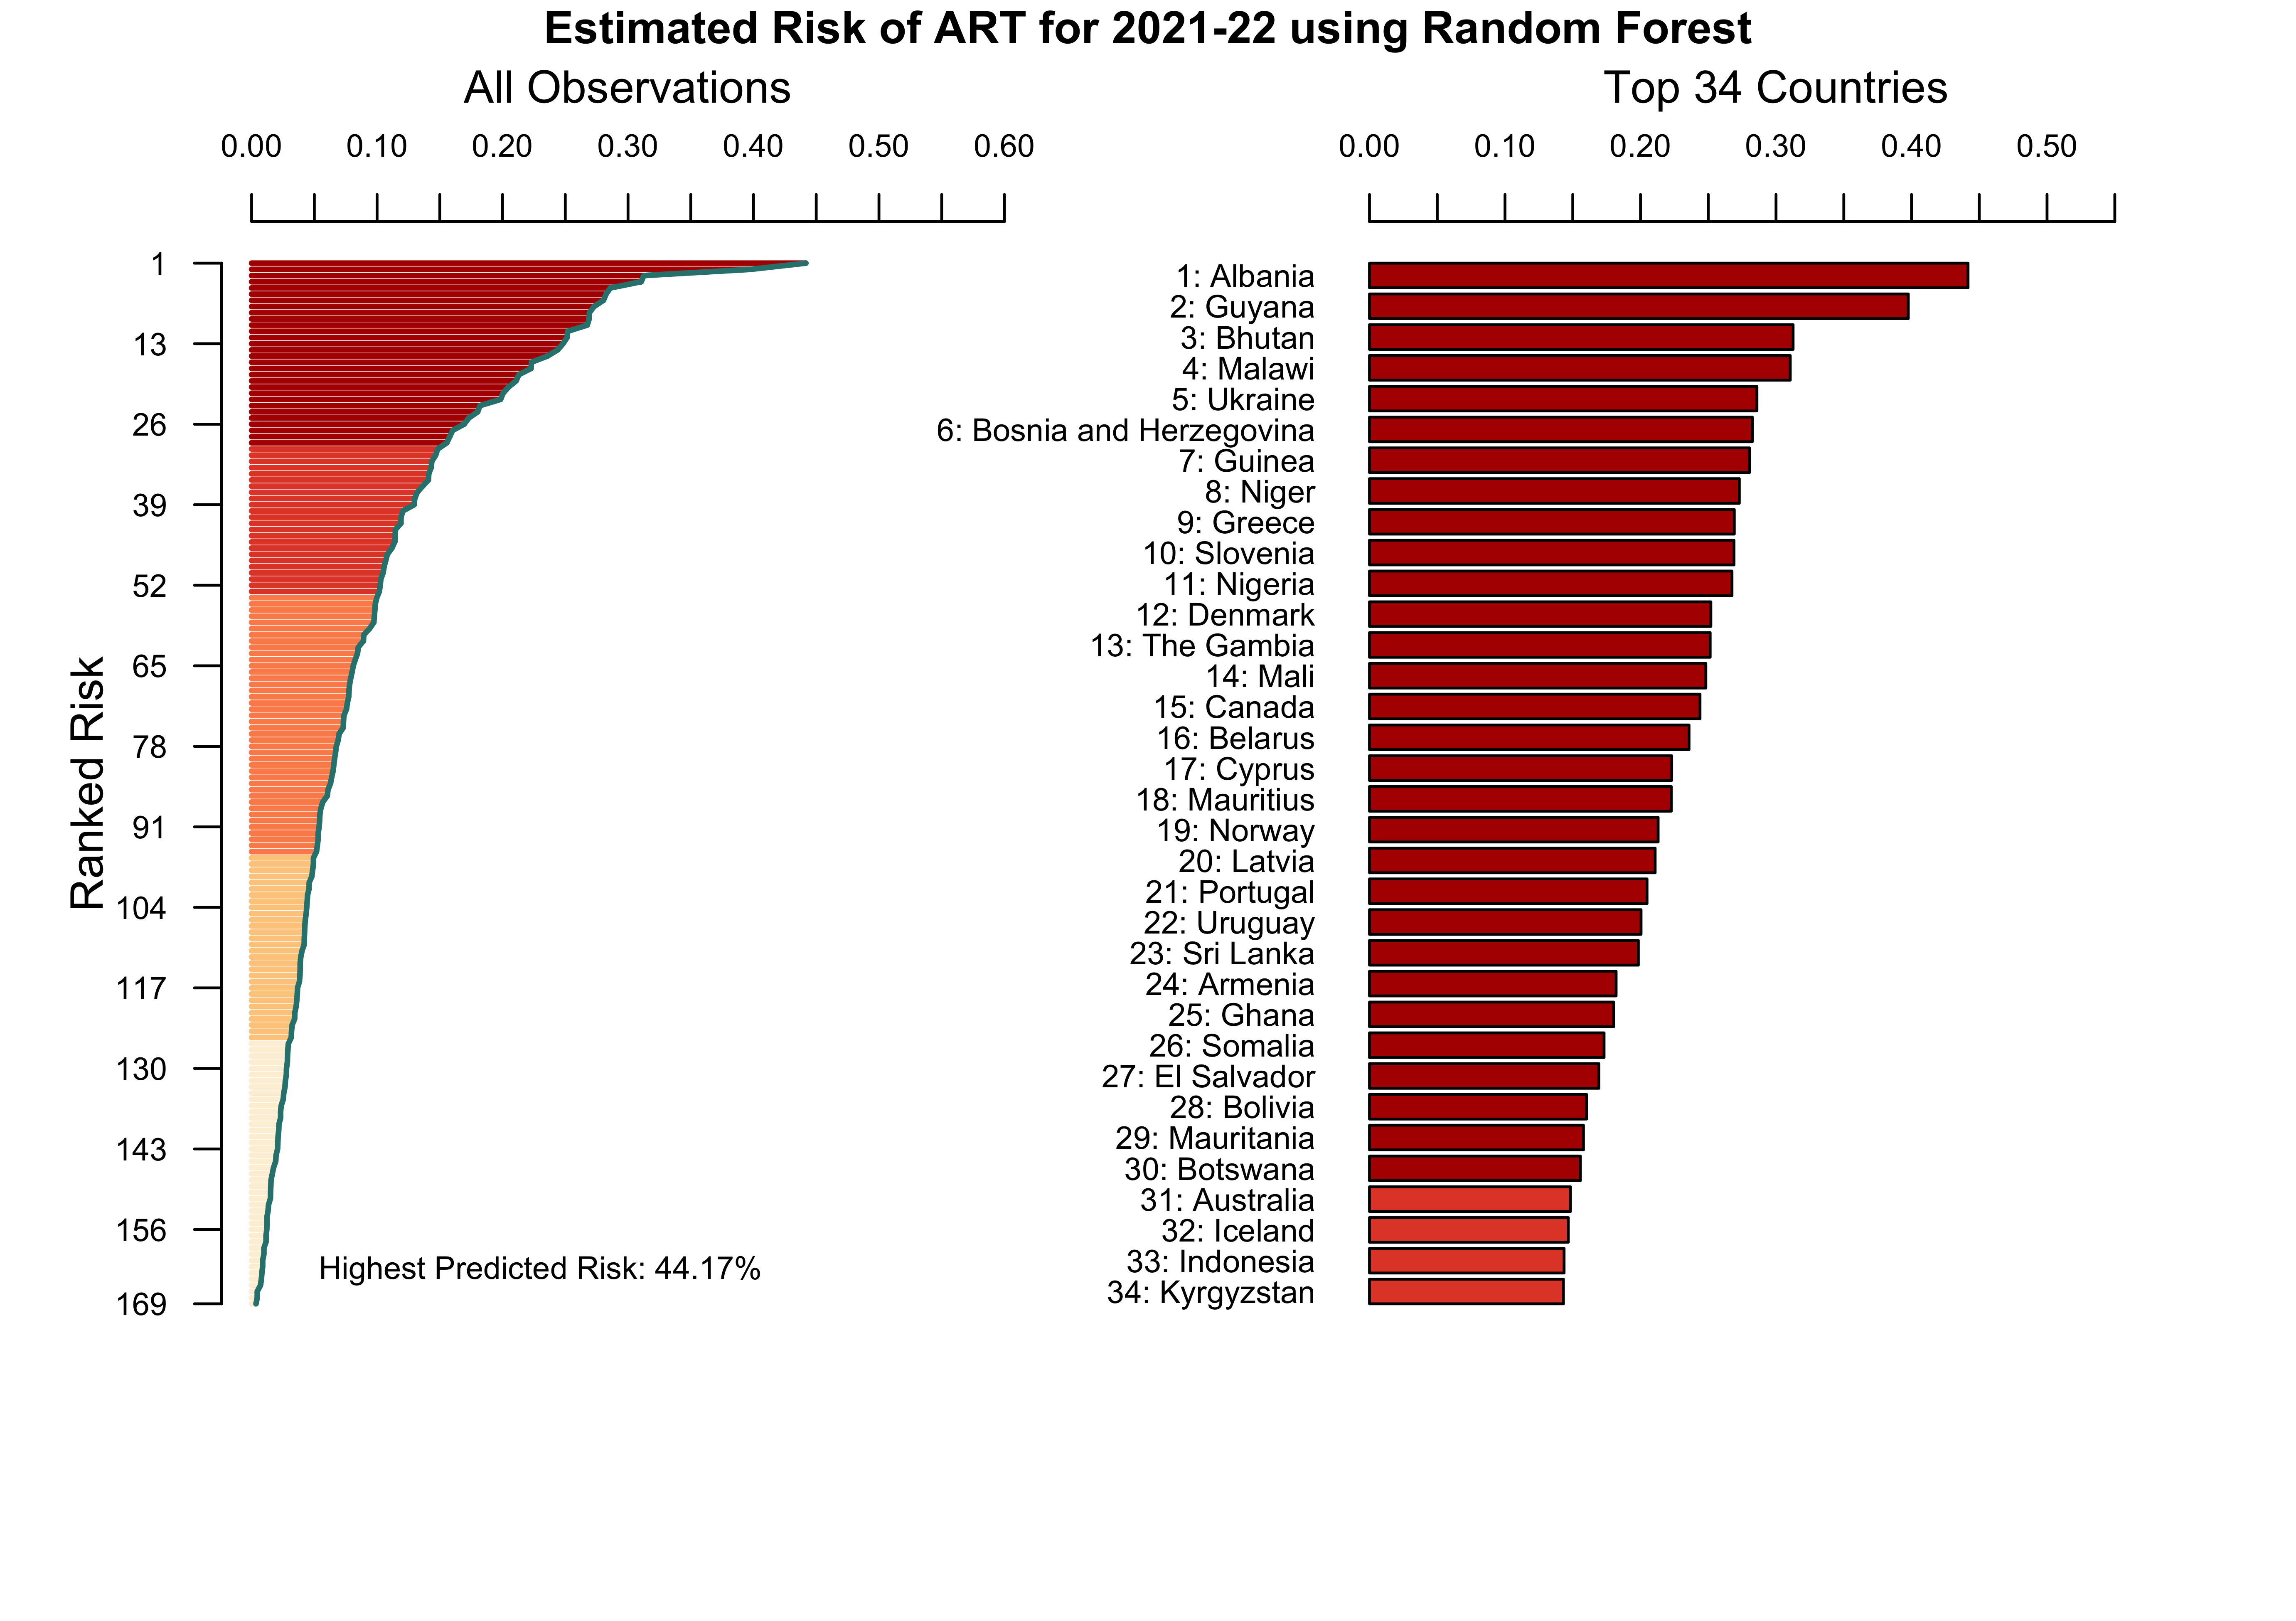 Estimated Risk of ART for 2021-22 using Random Forest
All Observations
0.00 0.10 0.20 0.30 0.40 0.50 0.60
Ranked Risk
1
13
26
39
52
65
78
91
104
117
130
143
156
169
Highest Predicted Risk: 44.17%
Top 34 Countries
0.00 0.10 0.20 0.30 0.40 0.50
1: Albania
2: Guyana
3: Bhutan
4: Malawi
5: Ukraine
6: Bosnia and Herzegovina
7: Guinea
8: Niger
9: Greece
10: Slovenia
11: Nigeria
12: Denmark
13: The Gambia
14: Mali
15: Canada
16: Belarus
17: Cyprus
18: Mauritius
19: Norway
20: Latvia
21: Portugal
22: Uruguay
23: Sri Lanka
24: Armenia
25: Ghana
26: Somalia
27: El Salvador
28: Bolivia
29: Mauritania
30: Botswana
31: Australia
32: Iceland
33: Indonesia
34: Kyrgyzstan